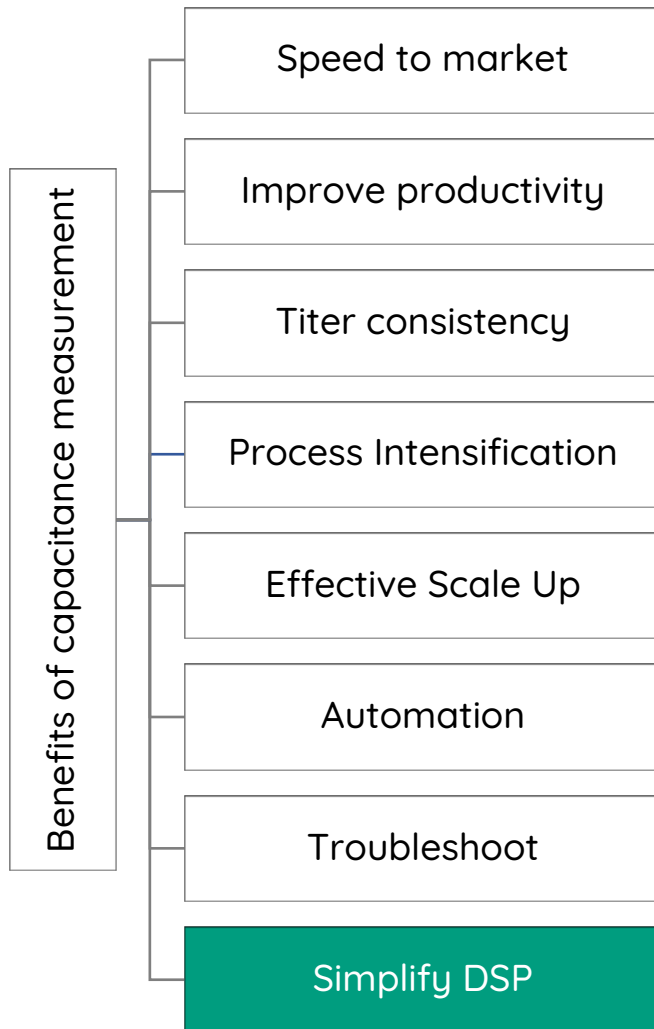 Benefits of capacitance measurement
Speed to market
Improve productivity
Titer consistency
Process Intensification
Effective Scale Up
Automation
Troubleshoot
Simplify DSP